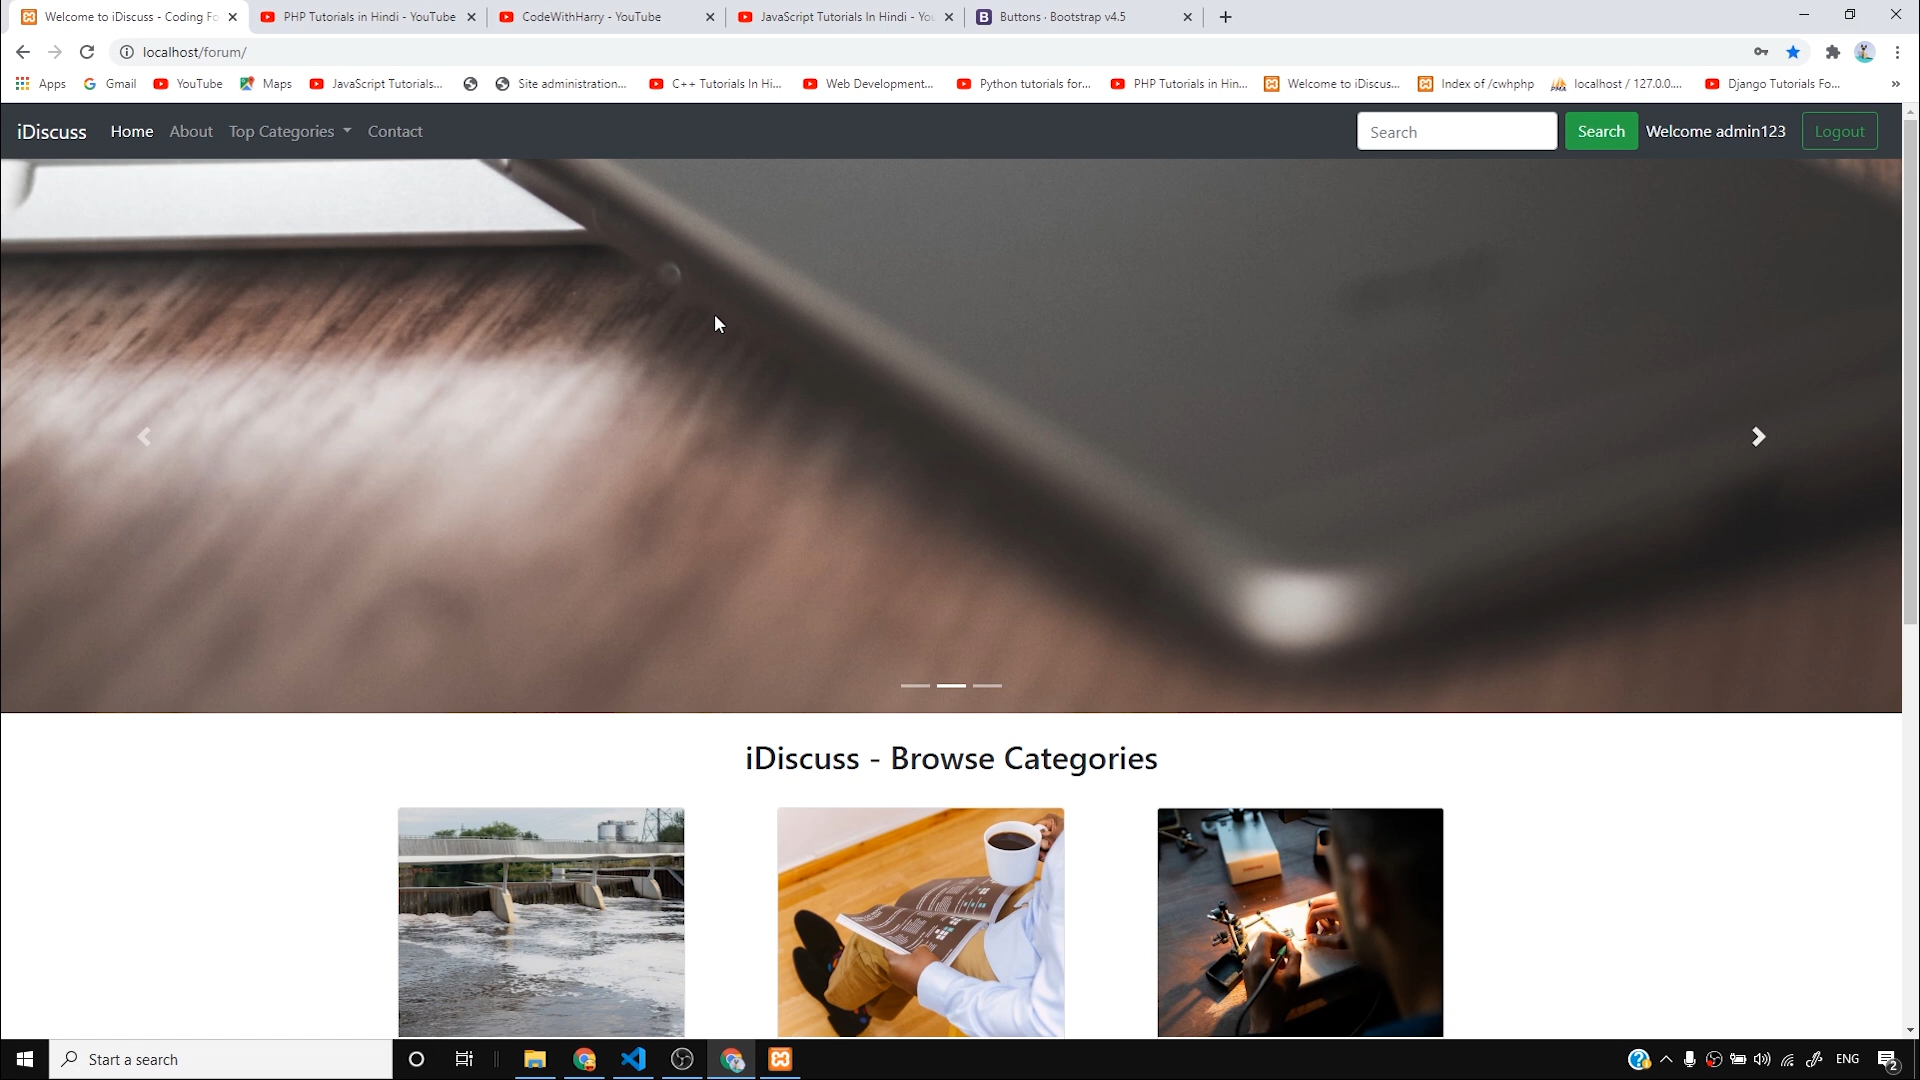 Welcome to iDiscuss - Coding Fo
PHP Tutorials in Hindi - YouTube
CodeWithHarry - YouTube
JavaScript Tutorials In Hindi - You
Buttons · Bootstrap v4.5
localhost/forum/
Apps
Gmail
YouTube
Maps
JavaScript Tutorials...
Site administration...
C++ Tutorials In Hi...
Web Development...
Python tutorials for...
PHP Tutorials in Hin...
Welcome to iDiscus...
Index of /cwhphp
localhost / 127.0.0....
Django Tutorials Fo...
»
iDiscuss
Home
About
Top Categories
Contact
Search
Search
Welcome admin123
Logout
iDiscuss - Browse Categories
Start a search
ENG
2